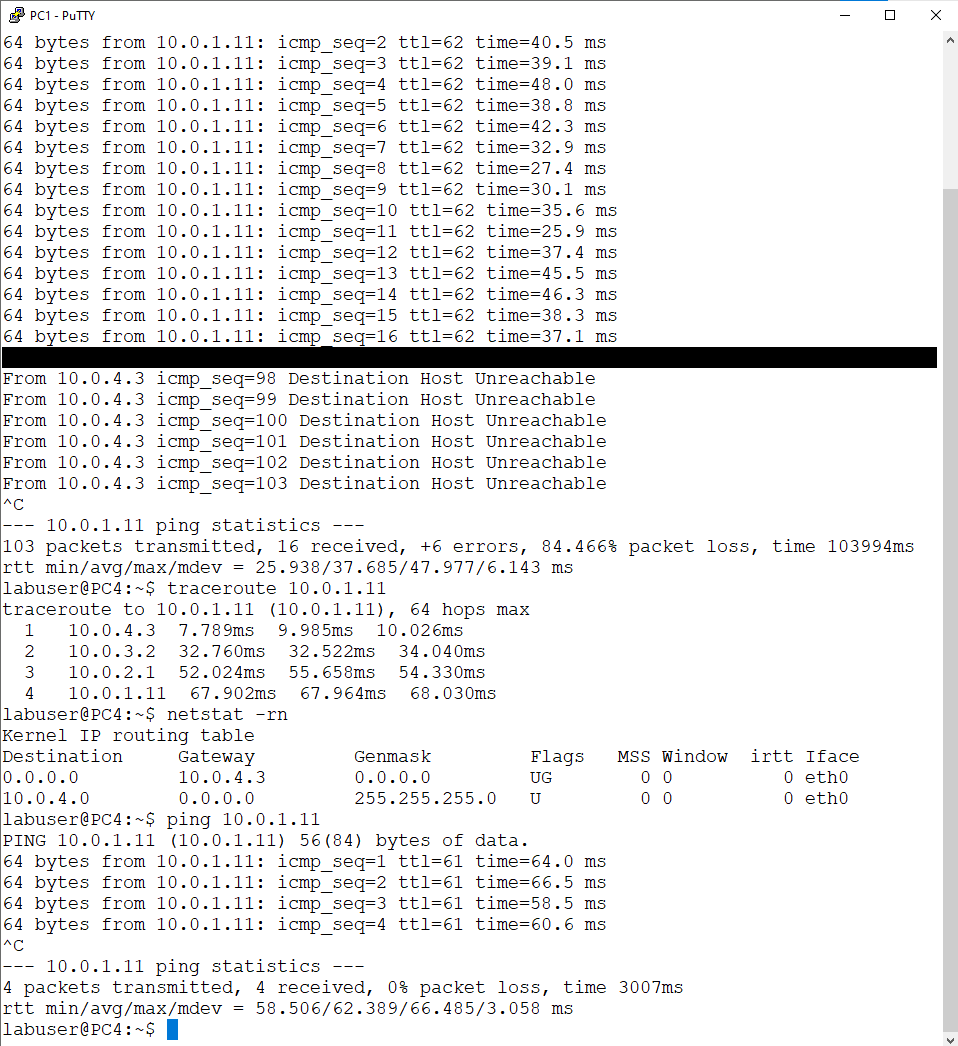 PC1 - PuTTY
64 bytes from 10.0.1.11: icmp_seq=2 ttl=62 time=40.5 ms
64 bytes from 10.0.1.11: icmp_seq=3 ttl=62 time=39.1 ms
64 bytes from 10.0.1.11: icmp_seq=4 ttl=62 time=48.0 ms
64 bytes from 10.0.1.11: icmp_seq=5 ttl=62 time=38.8 ms
64 bytes from 10.0.1.11: icmp_seq=6 ttl=62 time=42.3 ms
64 bytes from 10.0.1.11: icmp_seq=7 ttl=62 time=32.9 ms
64 bytes from 10.0.1.11: icmp_seq=8 ttl=62 time=27.4 ms
64 bytes from 10.0.1.11: icmp_seq=9 ttl=62 time=30.1 ms
64 bytes from 10.0.1.11: icmp_seq=10 ttl=62 time=35.6 ms
64 bytes from 10.0.1.11: icmp_seq=11 ttl=62 time=25.9 ms
64 bytes from 10.0.1.11: icmp_seq=12 ttl=62 time=37.4 ms
64 bytes from 10.0.1.11: icmp_seq=13 ttl=62 time=45.5 ms
64 bytes from 10.0.1.11: icmp_seq=14 ttl=62 time=46.3 ms
64 bytes from 10.0.1.11: icmp_seq=15 ttl=62 time=38.3 ms
64 bytes from 10.0.1.11: icmp_seq=16 ttl=62 time=37.1 ms
From 10.0.4.3 icmp_seq=98 Destination Host Unreachable
From 10.0.4.3 icmp_seq=99 Destination Host Unreachable
From 10.0.4.3 icmp_seq=100 Destination Host Unreachable
From 10.0.4.3 icmp_seq=101 Destination Host Unreachable
From 10.0.4.3 icmp_seq=102 Destination Host Unreachable
From 10.0.4.3 icmp_seq=103 Destination Host Unreachable
^C
--- 10.0.1.11 ping statistics ---
103 packets transmitted, 16 received, +6 errors, 84.466% packet loss, time 103994ms
rtt min/avg/max/mdev = 25.938/37.685/47.977/6.143 ms
labuser@PC4:~$ traceroute 10.0.1.11
traceroute to 10.0.1.11 (10.0.1.11), 64 hops max
  1   10.0.4.3  7.789ms  9.985ms  10.026ms
  2   10.0.3.2  32.760ms  32.522ms  34.040ms
  3   10.0.2.1  52.024ms  55.658ms  54.330ms
  4   10.0.1.11  67.902ms  67.964ms  68.030ms
labuser@PC4:~$ netstat -rn
Kernel IP routing table
Destination     Gateway         Genmask         Flags   MSS Window  irtt Iface
0.0.0.0         10.0.4.3        0.0.0.0         UG        0 0          0 eth0
10.0.4.0        0.0.0.0         255.255.255.0   U         0 0          0 eth0
labuser@PC4:~$ ping 10.0.1.11
PING 10.0.1.11 (10.0.1.11) 56(84) bytes of data.
64 bytes from 10.0.1.11: icmp_seq=1 ttl=61 time=64.0 ms
64 bytes from 10.0.1.11: icmp_seq=2 ttl=61 time=66.5 ms
64 bytes from 10.0.1.11: icmp_seq=3 ttl=61 time=58.5 ms
64 bytes from 10.0.1.11: icmp_seq=4 ttl=61 time=60.6 ms
^C
--- 10.0.1.11 ping statistics ---
4 packets transmitted, 4 received, 0% packet loss, time 3007ms
rtt min/avg/max/mdev = 58.506/62.389/66.485/3.058 ms
labuser@PC4:~$